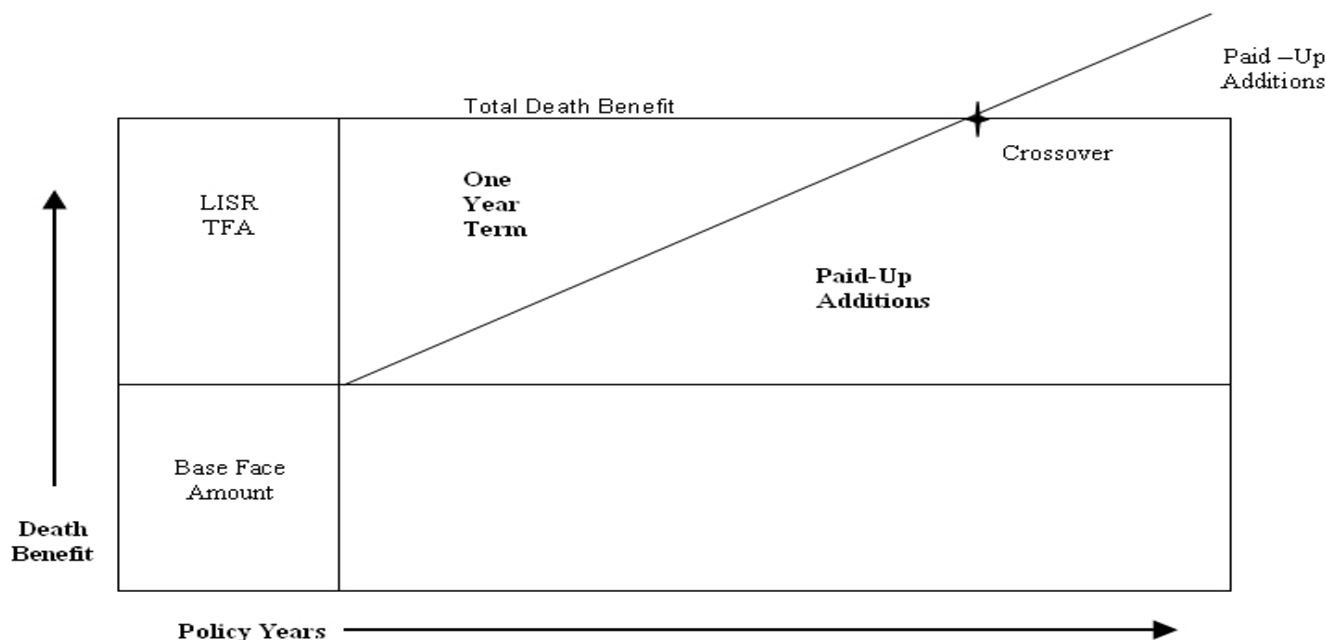 Paid –Up
Additions
Total Death Benefit
Crossover
One
Year
Term
LISR
TFA
Paid-Up
Additions
Base Face
Amount
Death
Benefit
Policy Years